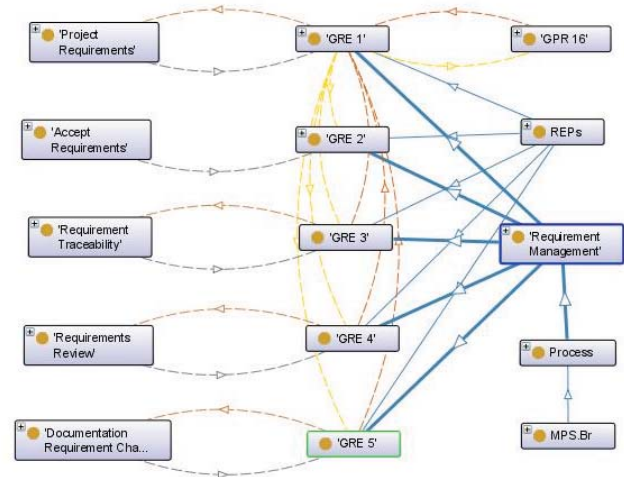 'Project
Requirements'
'GRE 1'
'GPR 16'
'Accept
Requirements'
'GRE 2'
REPs
'Requirement
Traceability'
'GRE 3'
'Requirement
Management'
'Requirements
Review'
'GRE 4'
Process
'Documentation
Requirement Cha...
'GRE 5'
MPS.Br